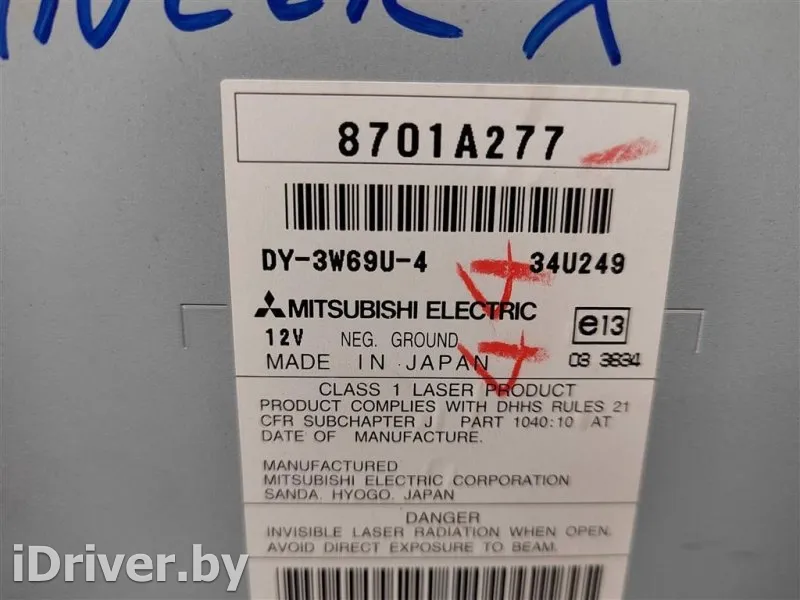 8701A277
DY-3W69U-4 34U249
MITSUBISHI ELECTRIC
12V NEG. GROUND e13
MADE IN JAPAN 03 3634
CLASS 1 LASER PRODUCT
PRODUCT COMPLIES WITH DHHS RULES 21
CFR SUBCHAPTER J PART 1040:10 AT
DATE OF MANUFACTURE.
MANUFACTURED
MITSUBISHI ELECTRIC CORPORATION
SANDA, HYOGO, JAPAN
DANGER
INVISIBLE LASER RADIATION WHEN OPEN.
AVOID DIRECT EXPOSURE TO BEAM.
iDriver.by